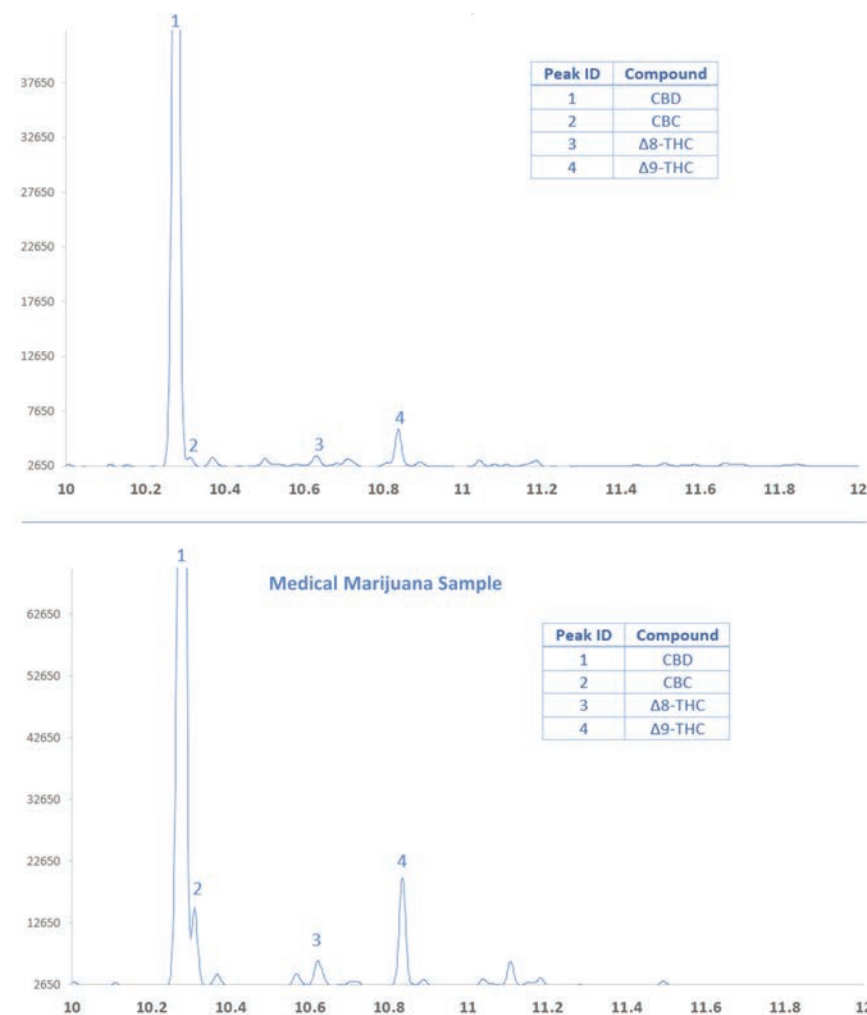 1
37650
32650
27650
22650
17650
12650
7650
2650
Peak ID Compound
1 CBD
2 CBC
3 Δ8-THC
4 Δ9-THC
2
3
4
10 10.2 10.4 10.6 10.8 11 11.2 11.4 11.6 11.8 12
1
Medical Marijuana Sample
62650
52650
42650
32650
22650
12650
2650
Peak ID Compound
1 CBD
2 CBC
3 Δ8-THC
4 Δ9-THC
2
3
4
10 10.2 10.4 10.6 10.8 11 11.2 11.4 11.6 11.8 12